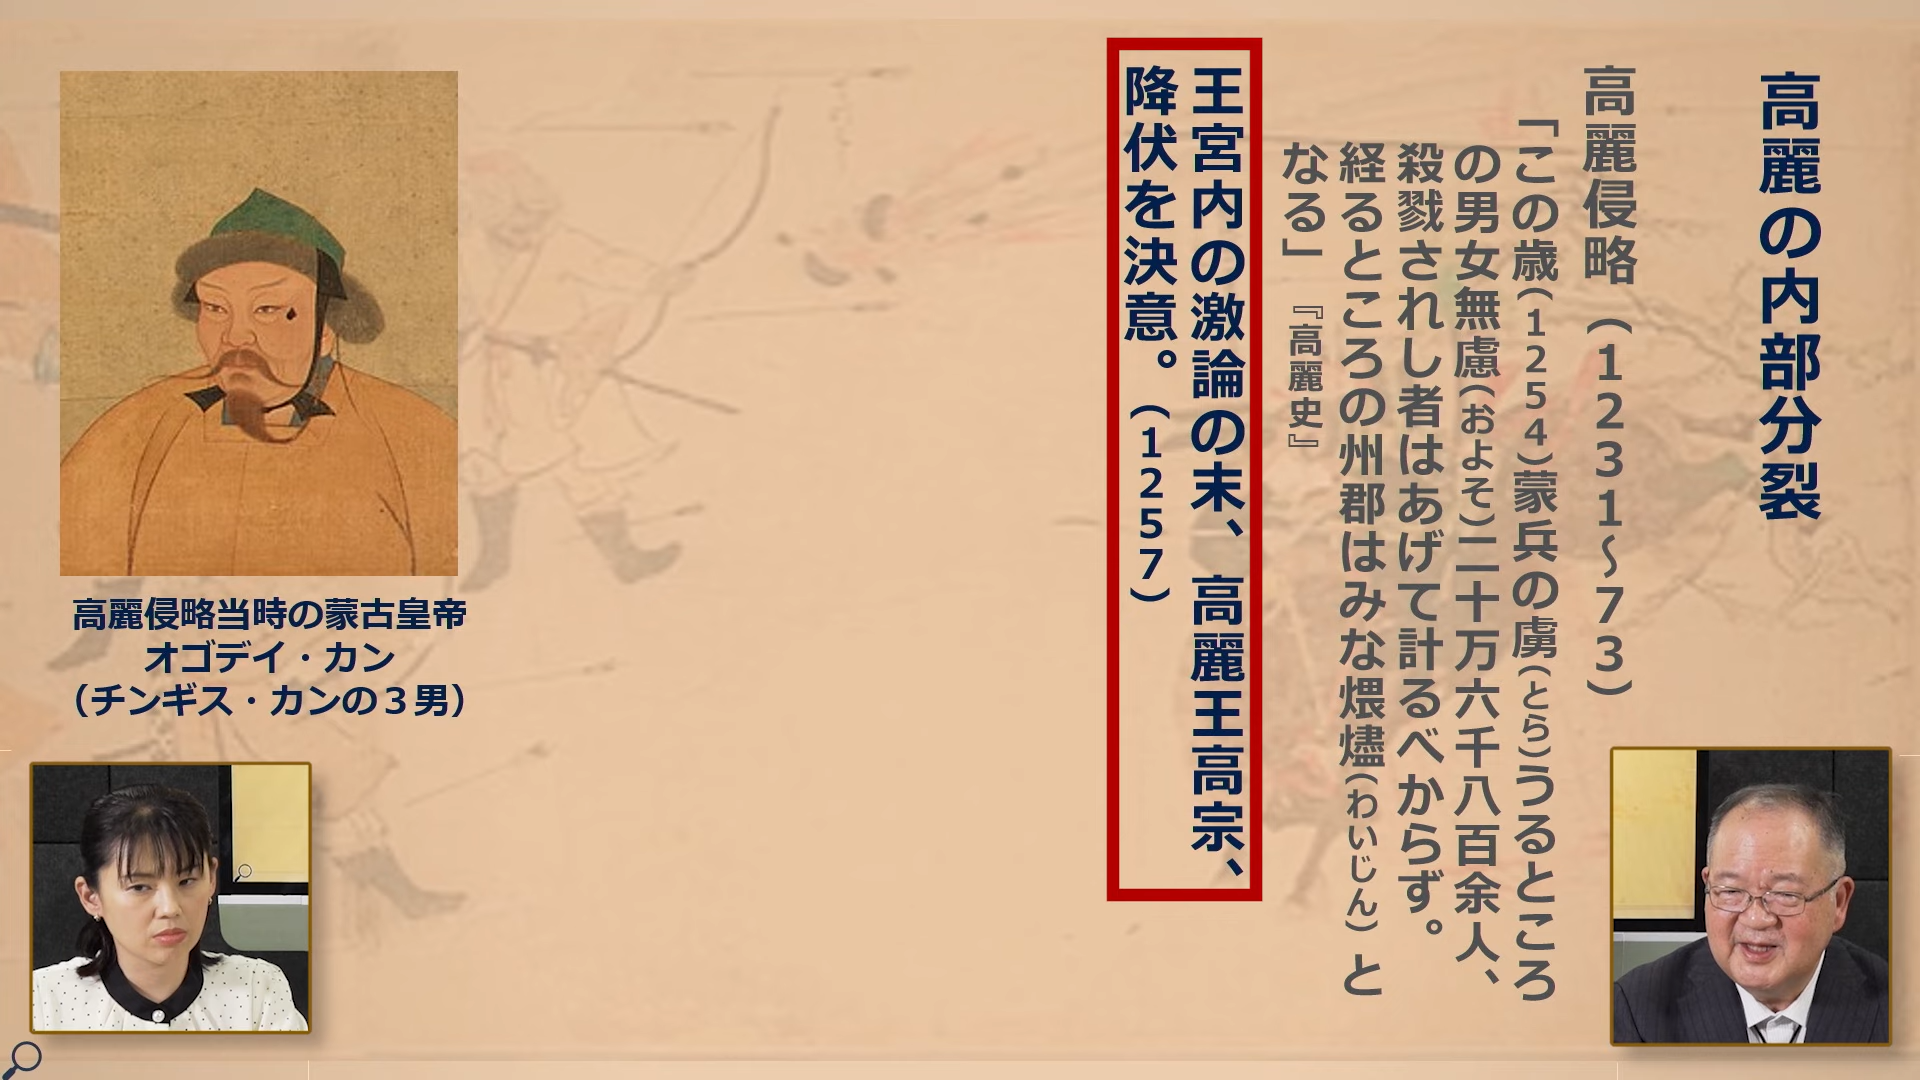 高麗の内部分裂
高麗侵略（1231～73）
「この歳(1254)蒙兵の虜(とら)うるところ
の男女無慮(およそ)二十万六千八百余人、
殺戮されし者はあげて計るべからず。
経るところの州郡はみな煨燼(わいじん)と
なる」『高麗史』
王宮内の激論の末、高麗王高宗、
降伏を決意。（1257）
高麗侵略当時の蒙古皇帝
オゴデイ・カン
（チンギス・カンの３男）